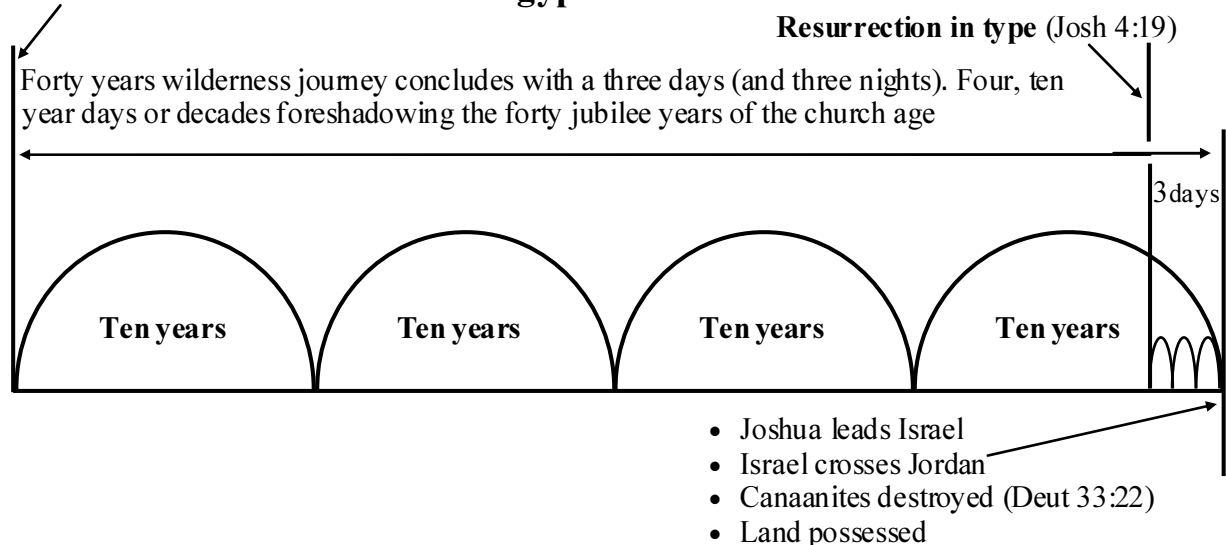 Resurrection in type (Josh 4:19)
Forty years wilderness journey concludes with a three days (and three nights). Four, ten
year days or decades foreshadowing the forty jubilee years of the church age
3days
Ten years
Ten years
Ten years
Ten years
• Joshua leads Israel
• Israel crosses Jordan
• Canaanites destroyed (Deut 33:22)
• Land possessed